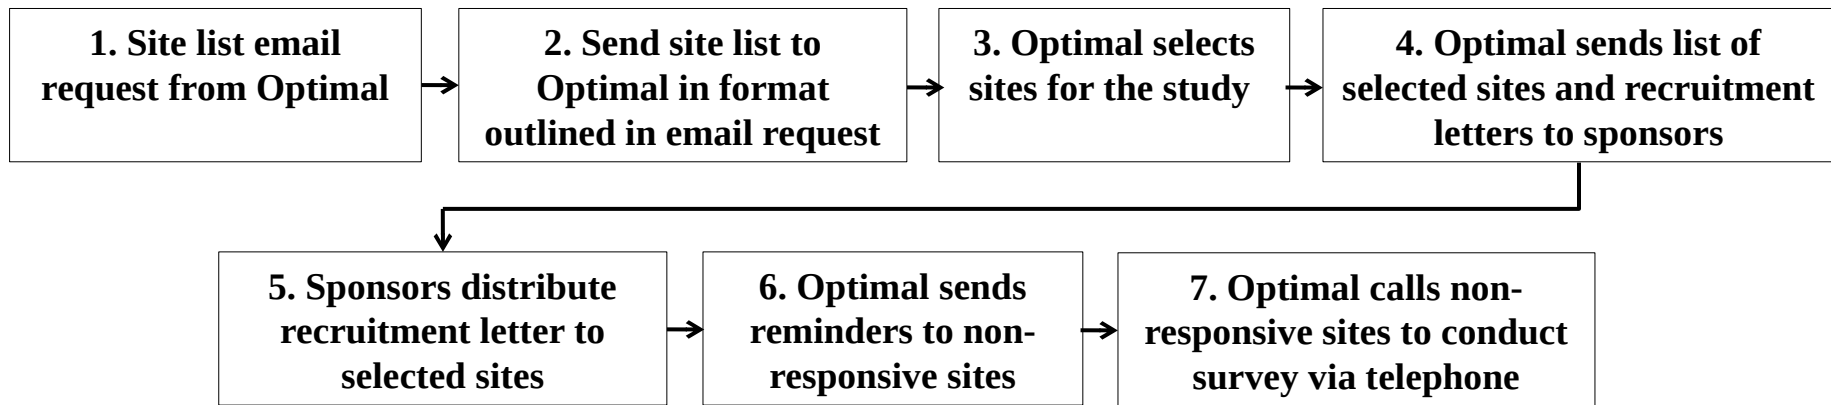 1. Site list email
request from Optimal
2. Send site list to
Optimal in format
outlined in email request
3. Optimal selects
sites for the study
4. Optimal sends list of
selected sites and recruitment
letters to sponsors
5. Sponsors distribute
recruitment letter to
selected sites
6. Optimal sends
reminders to non-
responsive sites
7. Optimal calls non-
responsive sites to conduct
survey via telephone